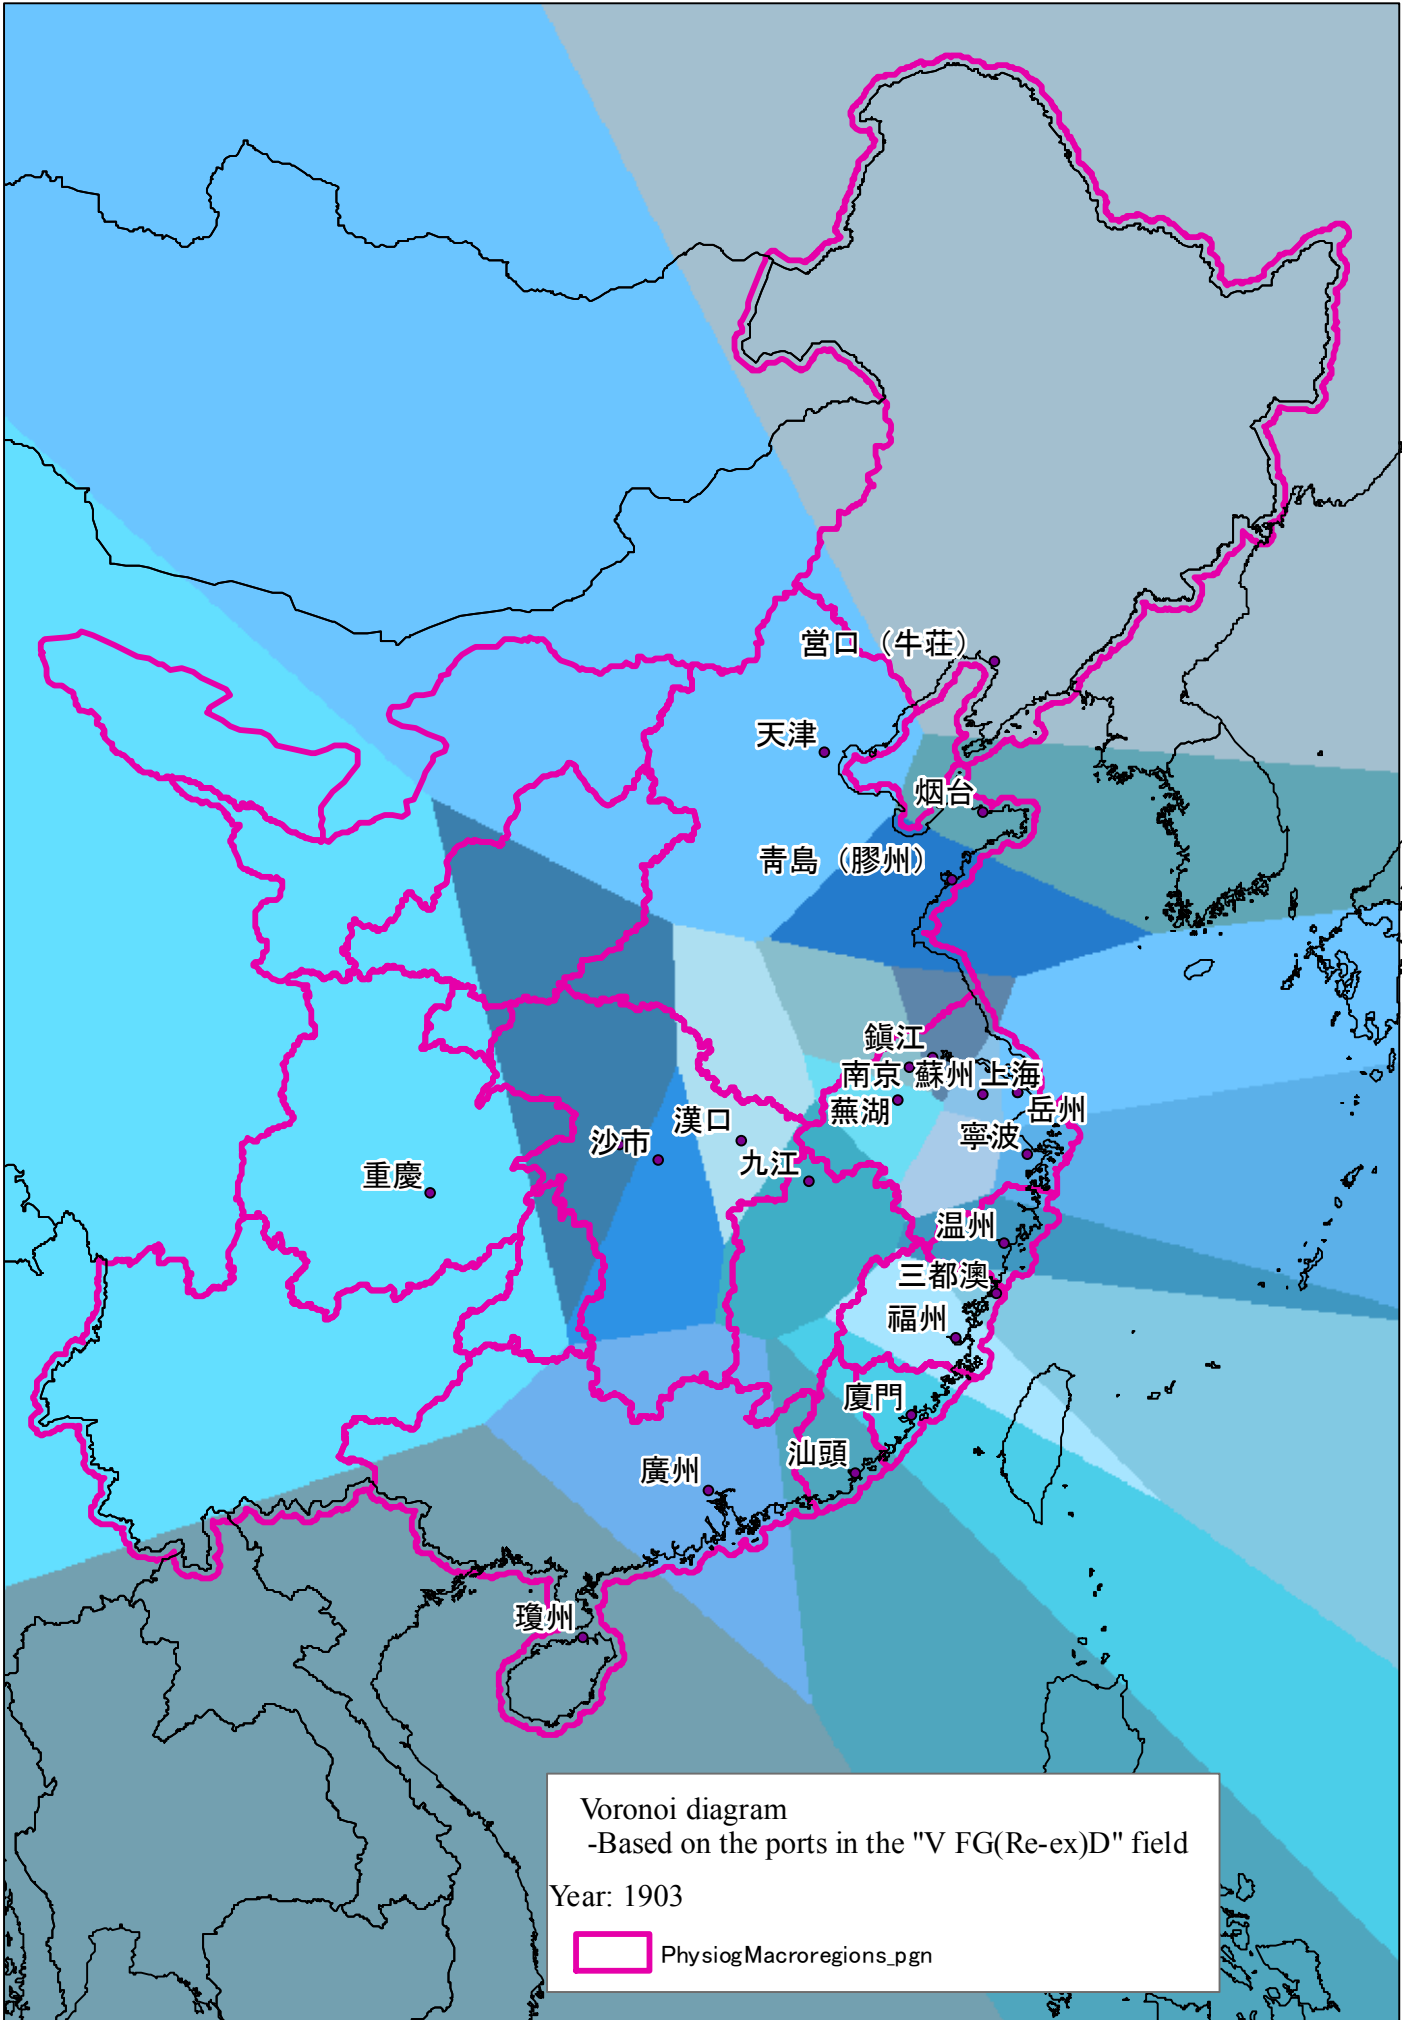 営口（牛荘）
天津
烟台
青島（膠州）
鎮江
南京
蘇州
上海
蕪湖
岳州
漢口
寧波
沙市
九江
重慶
温州
三都澳
福州
廈門
汕頭
廣州
瓊州
Voronoi diagram
-Based on the ports in the "V FG(Re-ex)D" field
Year: 1903
PhysiogMacroregions_pgn